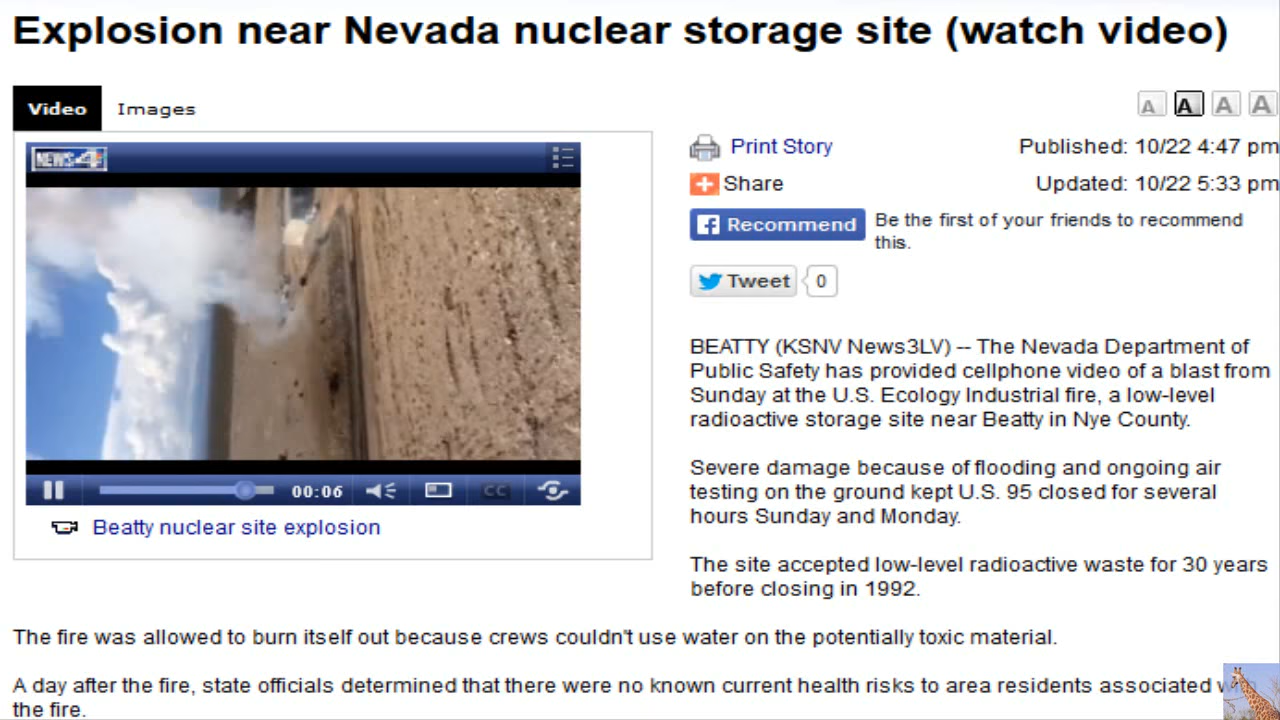 Explosion near Nevada nuclear storage site (watch video)
Video Images
A A A A
NEWS 4
Print Story
Published: 10/22 4:47 pm
Share
Updated: 10/22 5:33 pm
Recommend
Be the first of your friends to recommend
this.
Tweet 0
BEATTY (KSNV News3LV) -- The Nevada Department of
Public Safety has provided cellphone video of a blast from
Sunday at the U.S. Ecology Industrial fire, a low-level
radioactive storage site near Beatty in Nye County.
00:06 CC
Beatty nuclear site explosion
Severe damage because of flooding and ongoing air
testing on the ground kept U.S. 95 closed for several
hours Sunday and Monday.
The site accepted low-level radioactive waste for 30 years
before closing in 1992.
The fire was allowed to burn itself out because crews couldn't use water on the potentially toxic material.
A day after the fire, state officials determined that there were no known current health risks to area residents associated
the fire.